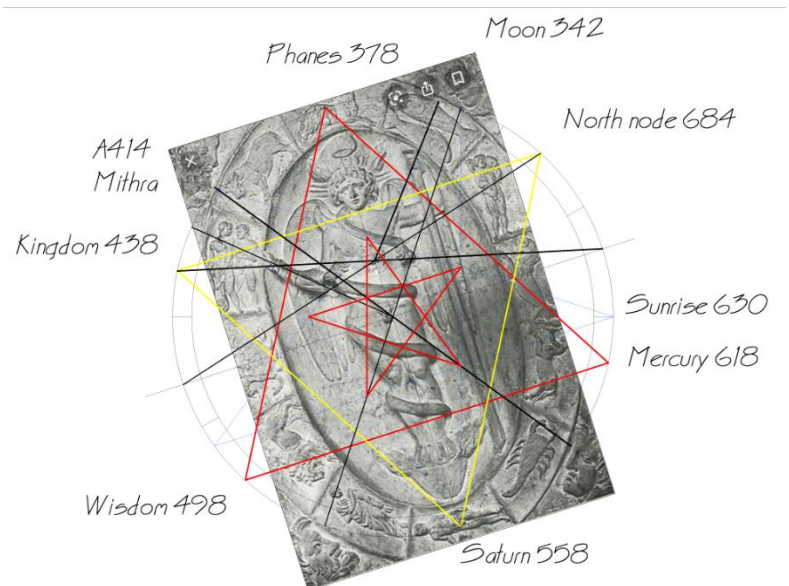 Moon 342
Phanes 378
North node 684
A414
Mithra
Kingdom 438
Sunrise 630
Mercury 618
Wisdom 498
Saturn 558